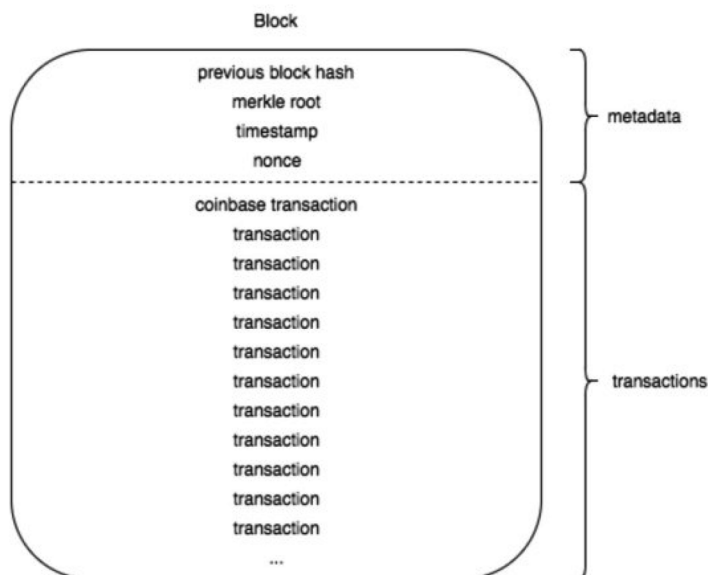 Block
previous block hash
merkle root
timestamp
nonce
metadata
coinbase transaction
transaction
transaction
transaction
transaction
transaction
transaction
transaction
transaction
transaction
transaction
transaction
...
transactions